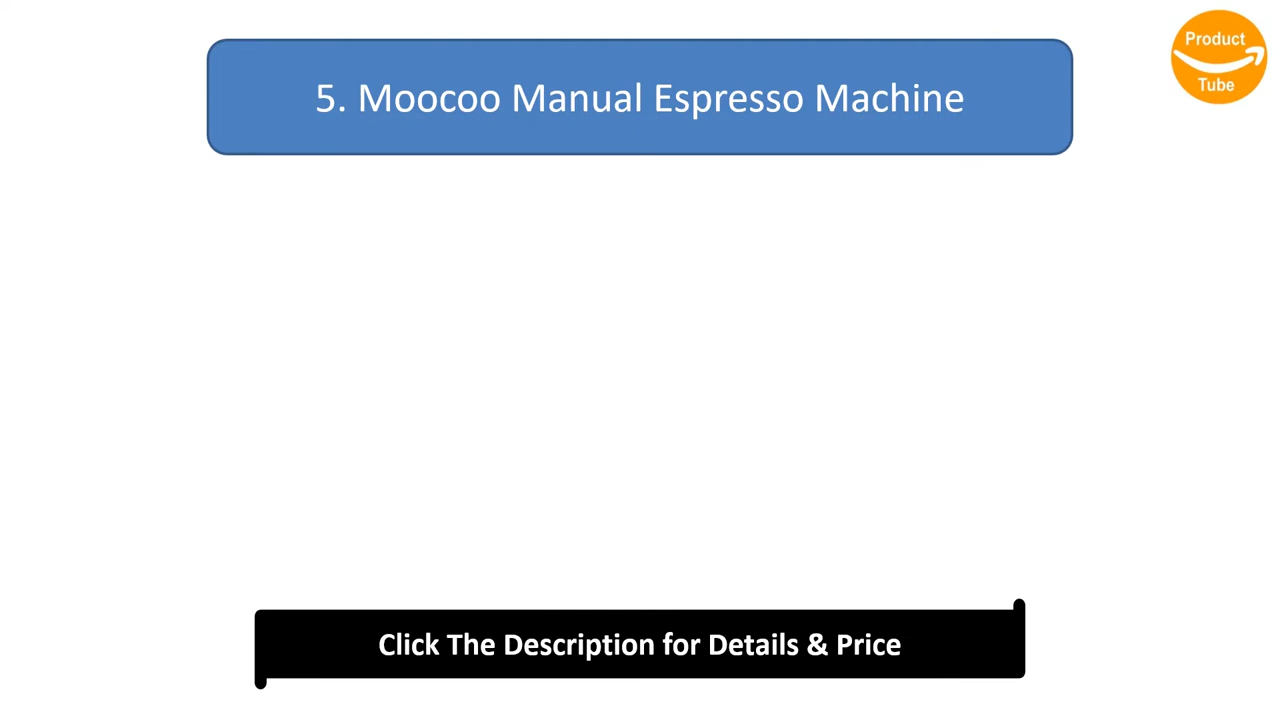 5. Moocoo Manual Espresso Machine
Product
Tube
Click The Description for Details & Price